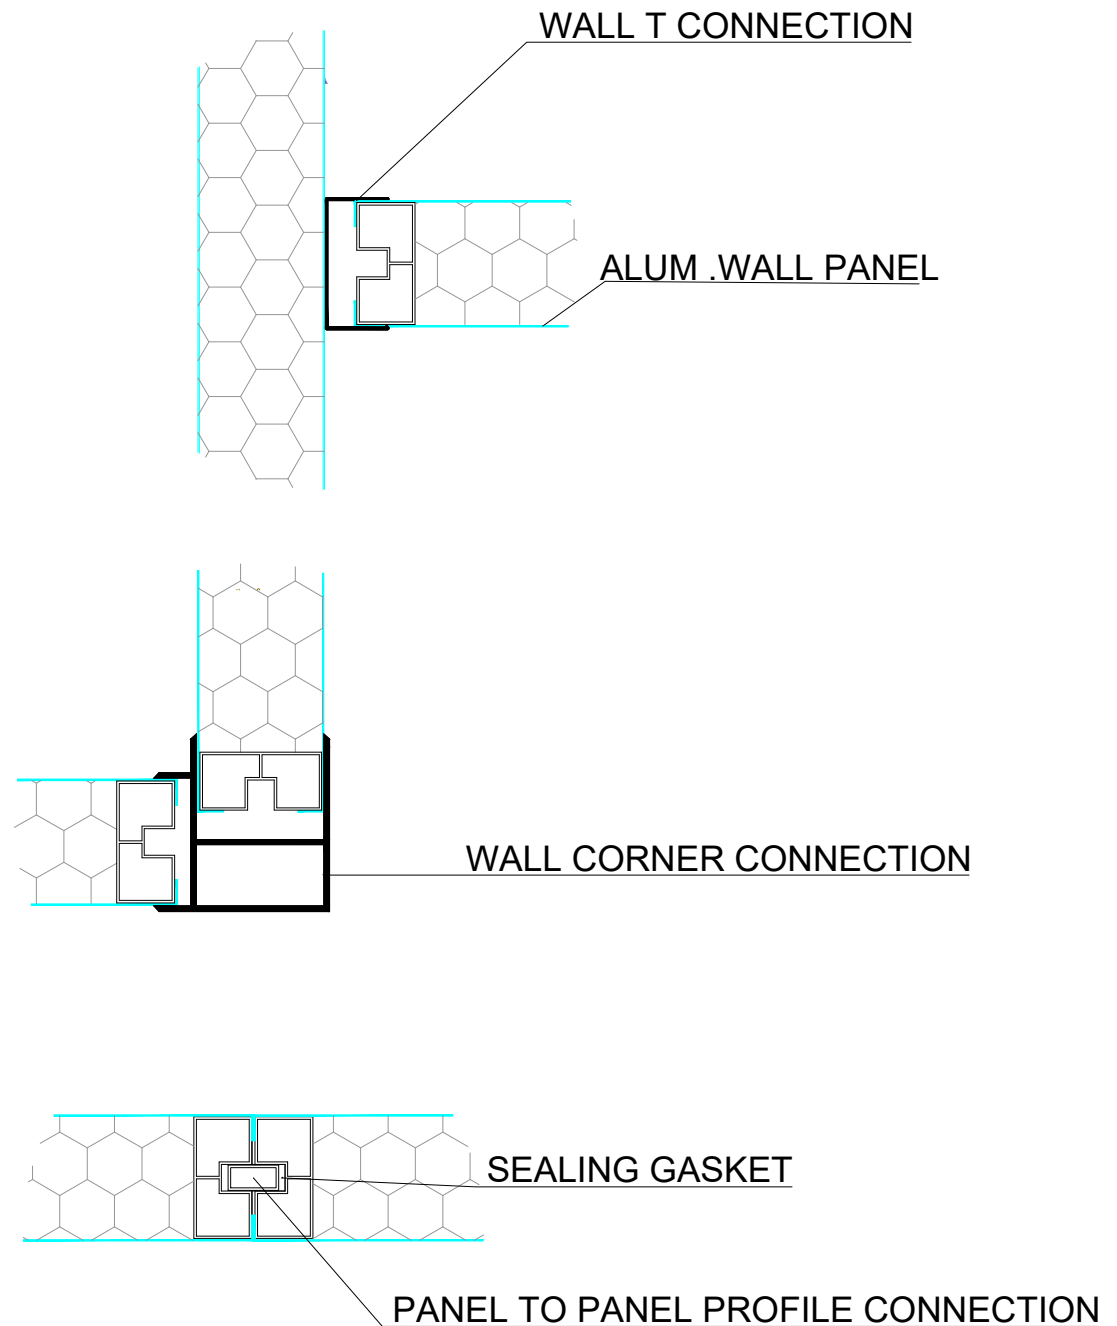 WALL T CONNECTION
ALUM .WALL PANEL
WALL CORNER CONNECTION
SEALING GASKET
PANEL TO PANEL PROFILE CONNECTION